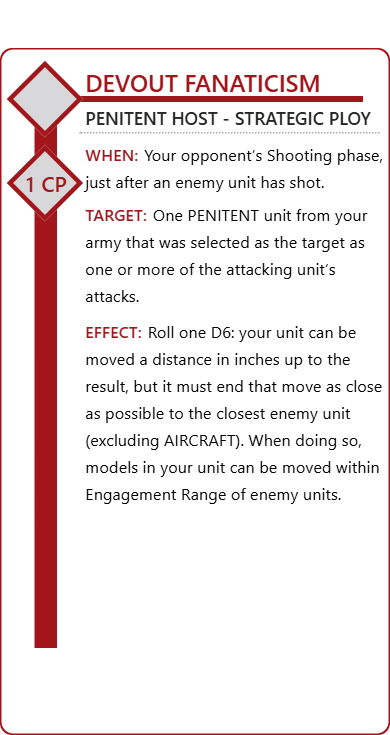 DEVOUT FANATICISM
PENITENT HOST - STRATEGIC PLOY
1 CP
WHEN: Your opponent's Shooting phase,
just after an enemy unit has shot.
TARGET: One PENITENT unit from your
army that was selected as the target as
one or more of the attacking unit's
attacks.
EFFECT: Roll one D6: your unit can be
moved a distance in inches up to the
result, but it must end that move as close
as possible to the closest enemy unit
(excluding AIRCRAFT). When doing so,
models in your unit can be moved within
Engagement Range of enemy units.